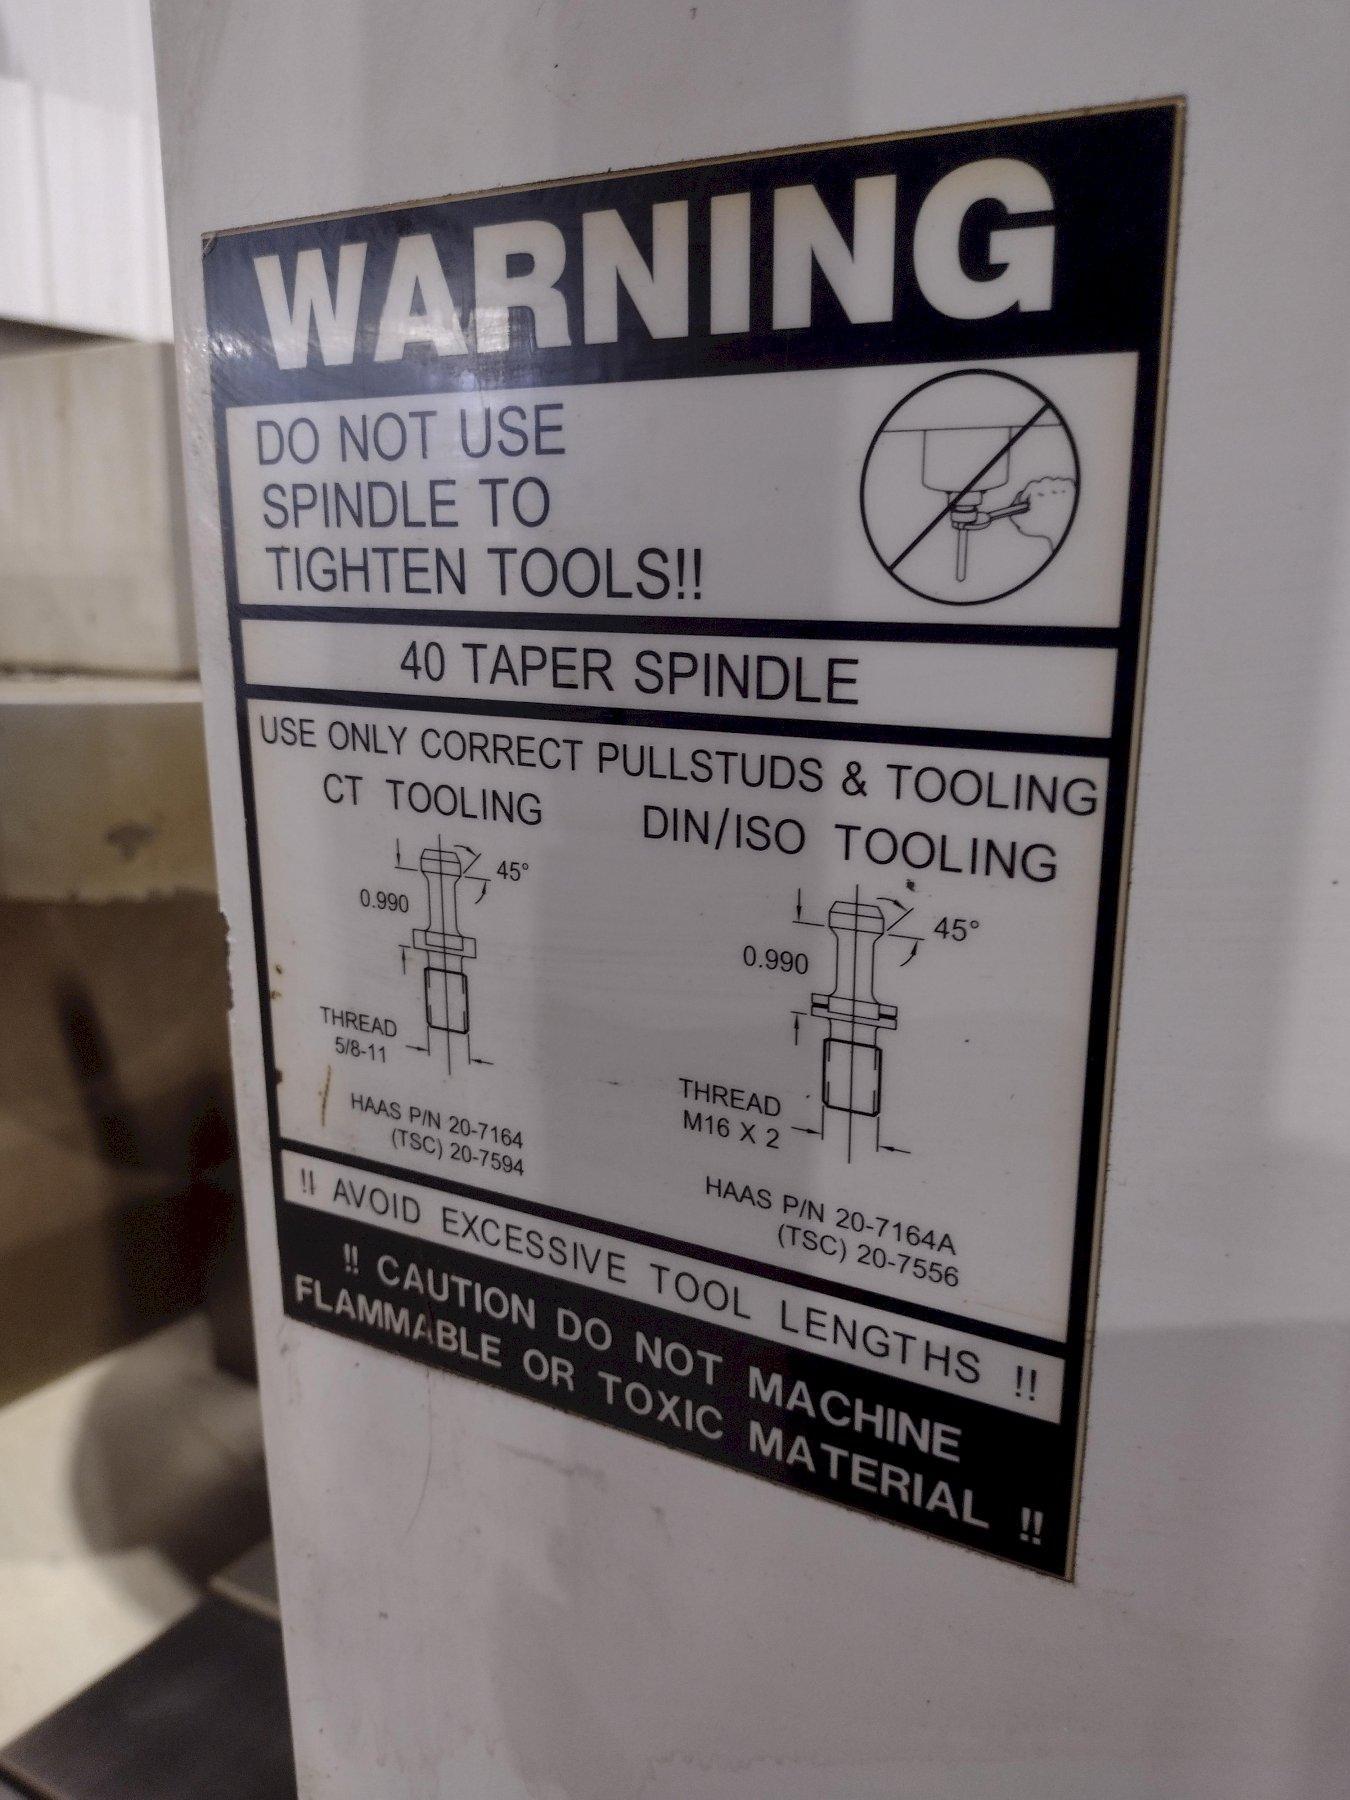 WARNING
DO NOT USE
SPINDLE TO
TIGHTEN TOOLS!!
40 TAPER SPINDLE
USE ONLY CORRECT PULLSTUDS & TOOLING
CT TOOLING
45°
0.990
THREAD
5/8-11
HAAS P/N 20-7164
(TSC) 20-7594
DIN/ISO TOOLING
45°
0.990
THREAD
M16 X 2
HAAS P/N 20-7164A
(TSC) 20-7556
!! AVOID EXCESSIVE TOOL LENGTHS !!
!! CAUTION DO NOT MACHINE
FLAMMABLE OR TOXIC MATERIAL !!